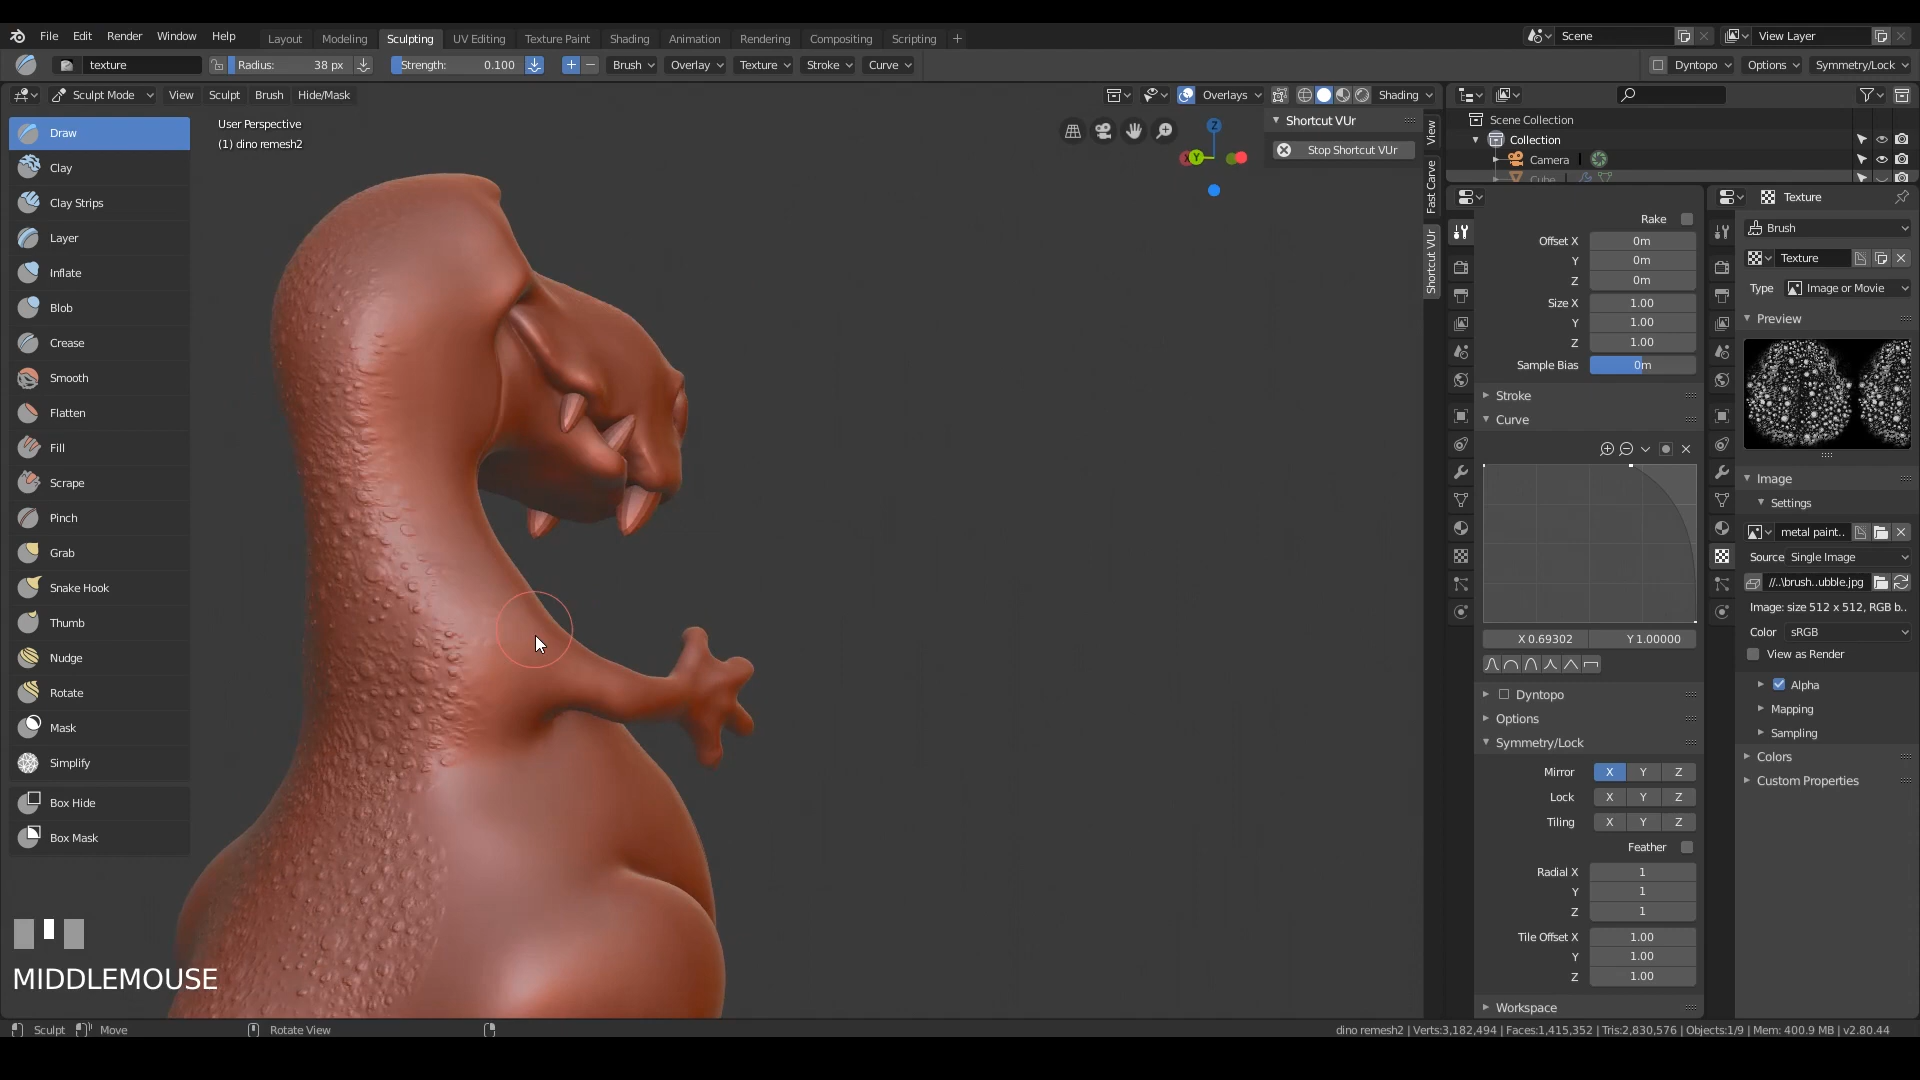 File Edit Render Window Help Layout Modeling Sculpting UV Editing Texture Paint Shading Animation Rendering Compositing Scripting + Scene View Layer
texture Radius: 38 px Strength: 0.100 Brush Overlay Texture Stroke Curve Dyntopo Options Symmetry/Lock
Sculpt Mode View Sculpt Brush Hide/Mask Overlays Shading
User Perspective
(1) dino remesh2
Draw
Clay
Clay Strips
Layer
Inflate
Blob
Crease
Smooth
Flatten
Fill
Scrape
Pinch
Grab
Snake Hook
Thumb
Nudge
Rotate
Mask
Simplify
Box Hide
Box Mask
MIDDLEMOUSE
Z
X Y
Shortcut VUr
Stop Shortcut VUr
View
Fast Carve
Shortcut VUr
Scene Collection
Collection
Camera
Cube
Rake
Offset X 0m
Y 0m
Z 0m
Size X 1.00
Y 1.00
Z 1.00
Sample Bias 0m
Stroke
Curve
X 0.69302 Y 1.00000
Dyntopo
Options
Symmetry/Lock
Mirror X Y Z
Lock X Y Z
Tiling X Y Z
Feather
Radial X 1
Y 1
Z 1
Tile Offset X 1.00
Y 1.00
Z 1.00
Workspace
Texture
Brush
Texture
Type Image or Movie
Preview
Image
Settings
metal paint..
Source Single Image
//..\brush..ubble.jpg
Image: size 512 x 512, RGB b..
Color sRGB
View as Render
Alpha
Mapping
Sampling
Colors
Custom Properties
Sculpt Move Rotate View dino remesh2 | Verts:3,182,494 | Faces:1,415,352 | Tris:2,830,576 | Objects:1/9 | Mem: 400.9 MB | v2.80.44